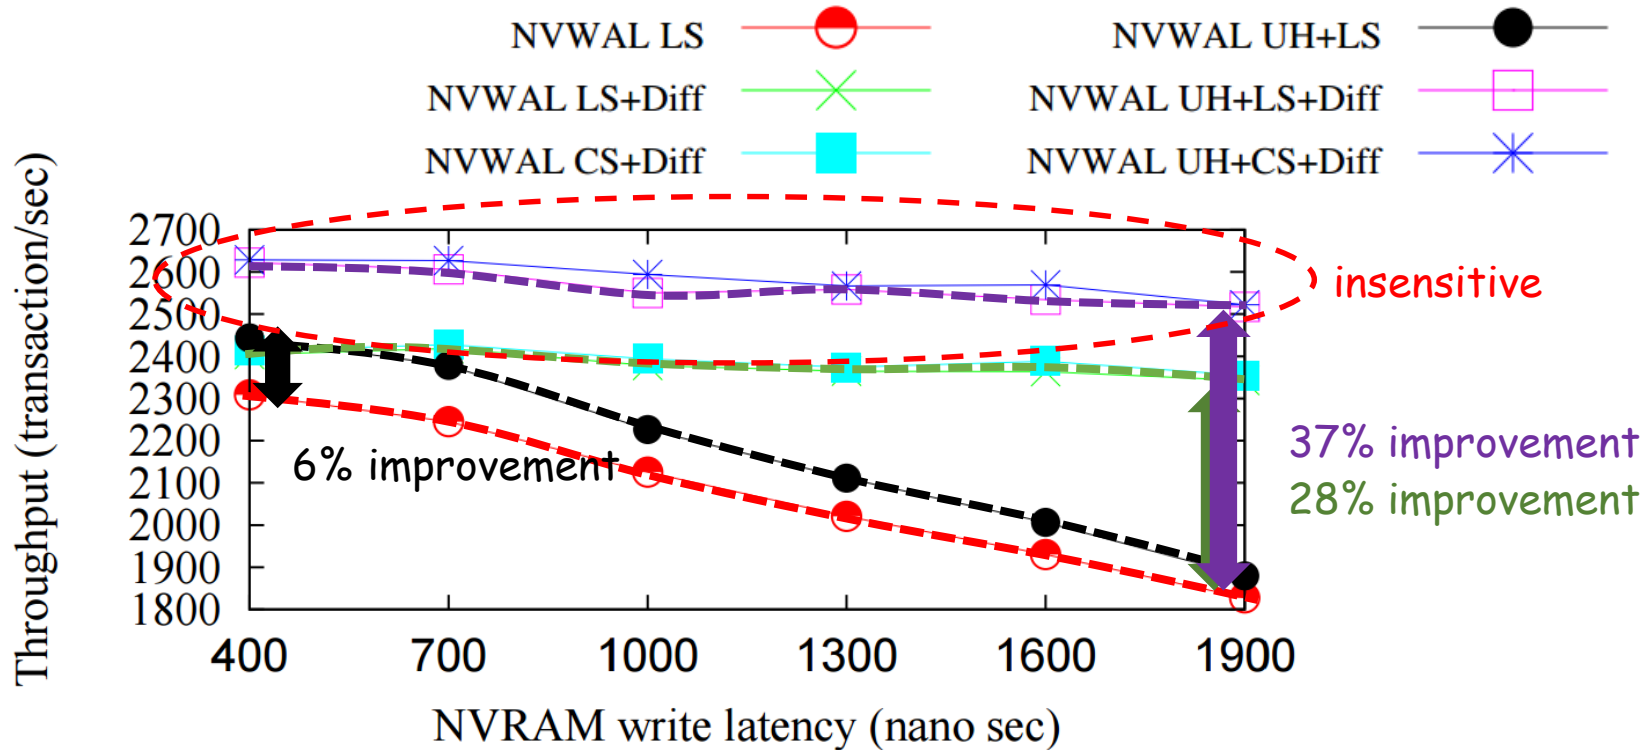 NVWAL LS
NVWAL UH+LS
NVWAL LS+Diff
NVWAL UH+LS+Diff
NVWAL CS+Diff
NVWAL UH+CS+Diff
Throughput (transaction/sec)
2700
2600
2500
2400
2300
2200
2100
2000
1900
1800
insensitive
6% improvement
37% improvement
28% improvement
400 700 1000 1300 1600 1900
NVRAM write latency (nano sec)